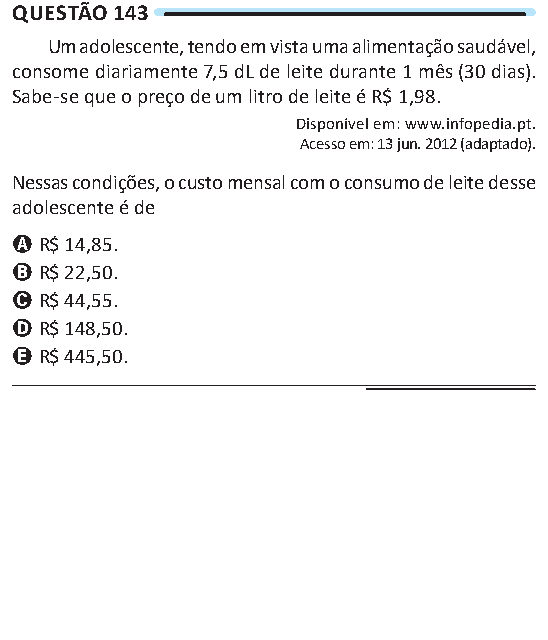 QUESTÃO 143
Um adolescente, tendo em vista uma alimentação saudável,
consome diariamente 7,5 dL de leite durante 1 mês (30 dias).
Sabe-se que o preço de um litro de leite é R$ 1,98.
Disponível em: www.infopedia.pt.
Acesso em: 13 jun. 2012 (adaptado).
Nessas condições, o custo mensal com o consumo de leite desse
adolescente é de
A R$ 14,85.
B R$ 22,50.
C R$ 44,55.
D R$ 148,50.
E R$ 445,50.